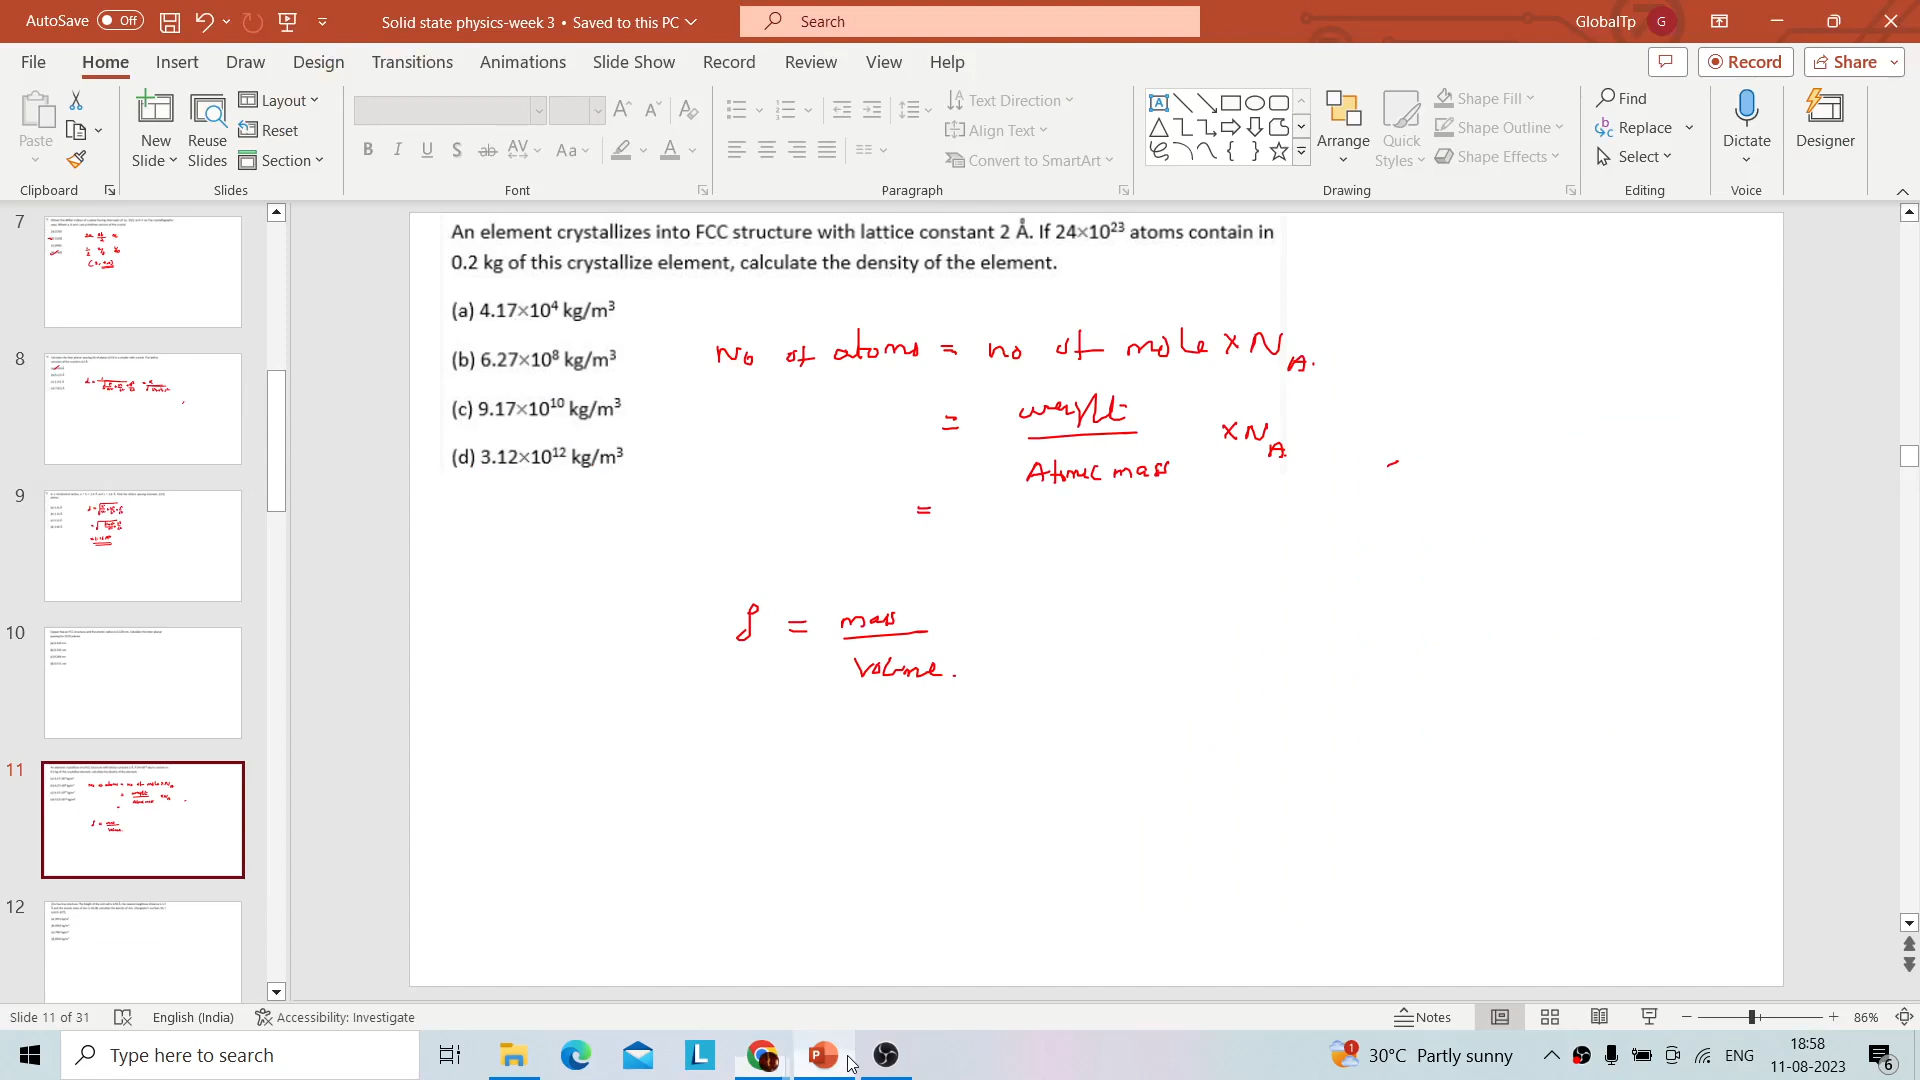 AutoSave Off Solid state physics-week 3 • Saved to this PC Search GlobalTp G
File Home Insert Draw Design Transitions Animations Slide Show Record Review View Help Record Share
Paste New Slide Reuse Slides Layout Reset Section Text Direction Align Text Convert to SmartArt Arrange Quick Styles Shape Fill Shape Outline Shape Effects Find Replace Select Dictate Designer
Clipboard Slides Font Paragraph Drawing Editing Voice
7
8
9
10
11
12
An element crystallizes into FCC structure with lattice constant 2 Å. If 24×10²³ atoms contain in
0.2 kg of this crystallize element, calculate the density of the element.
(a) 4.17×10⁴ kg/m³
(b) 6.27×10⁸ kg/m³
(c) 9.17×10¹⁰ kg/m³
(d) 3.12×10¹² kg/m³
No of atoms = no of mole × N_A.
= weight / Atomic mass × N_A
=
ρ = mass / Volume.
Slide 11 of 31 English (India) Accessibility: Investigate Notes 86%
Type here to search 30°C Partly sunny ENG 18:58
11-08-2023 6